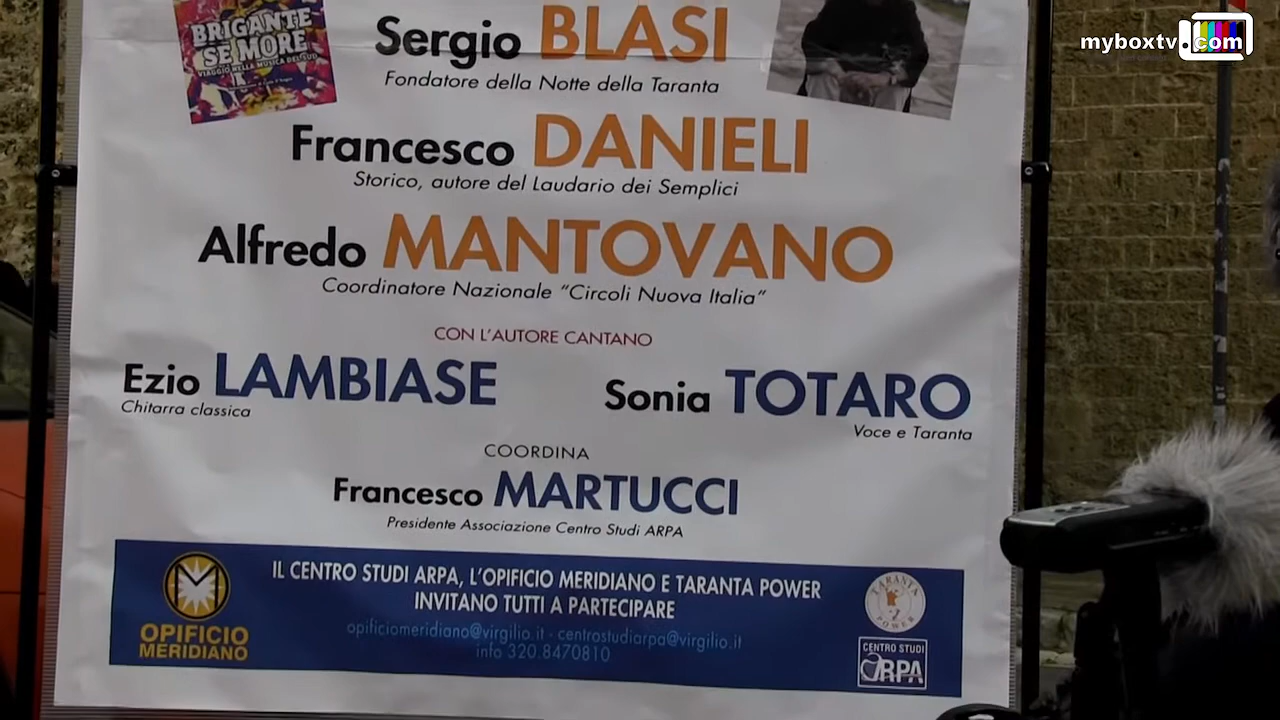 myboxtv.com
BRIGANTE
SE MORE
VIAGGIO NELLA MUSICA DEL SUD
Sergio BLASI
Fondatore della Notte della Taranta
Francesco DANIELI
Storico, autore del Laudario dei Semplici
Alfredo MANTOVANO
Coordinatore Nazionale “Circoli Nuova Italia”
CON L'AUTORE CANTANO
Ezio LAMBIASE
Chitarra classica
Sonia TOTARO
Voce e Taranta
COORDINA
Francesco MARTUCCI
Presidente Associazione Centro Studi ARPA
IL CENTRO STUDI ARPA, L'OPIFICIO MERIDIANO E TARANTA POWER
INVITANO TUTTI A PARTECIPARE
opificiomeridiano@virgilio.it - centrostudiarpa@virgilio.it
info 320.8470810
OPIFICIO
MERIDIANO
TARANTA
POWER
CENTRO STUDI
ARPA